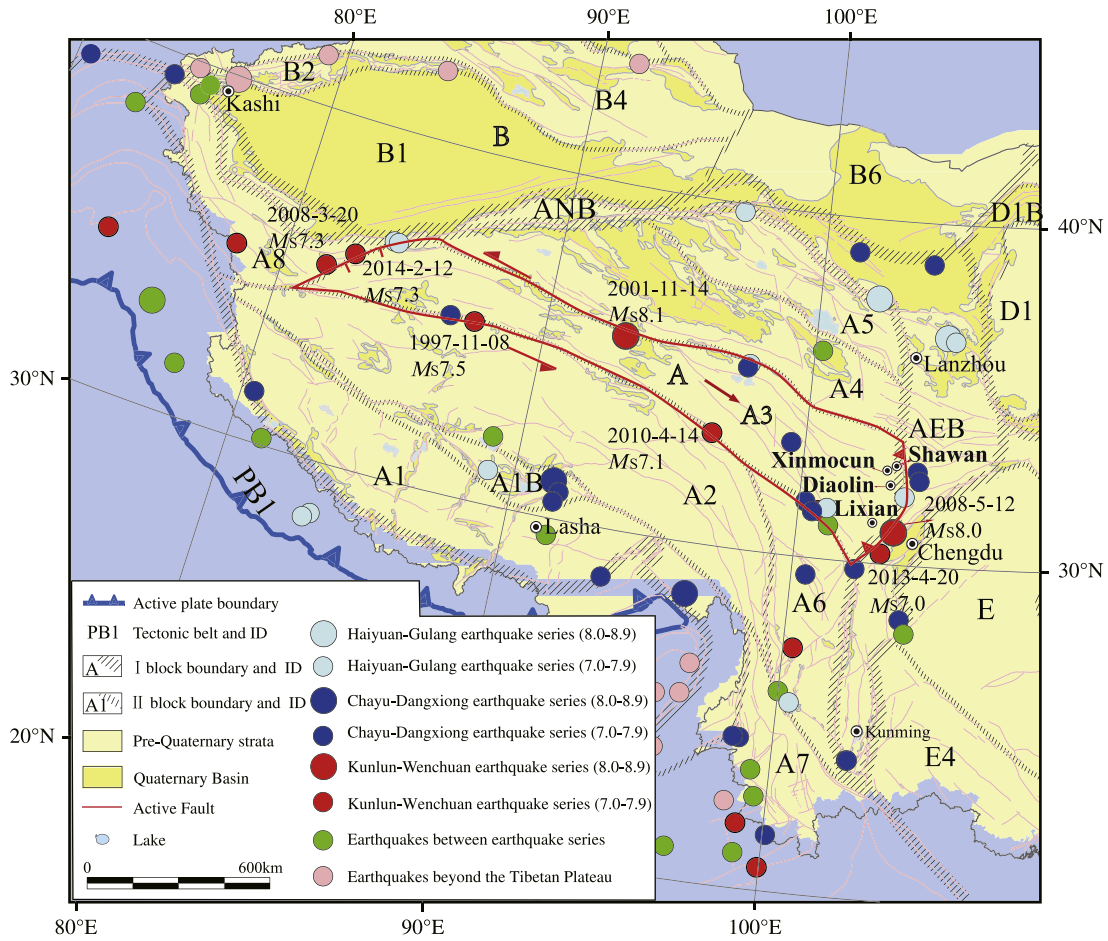 80°E
90°E
100°E
B2
B4
Kashi
B
B1
B6
ANB
D1B
40°N
2008-3-20
Ms7.3
A8
2014-2-12
Ms7.3
2001-11-14
Ms8.1
D1
A5
1997-11-08
Ms7.5
Lanzhou
30°N
A
A4
A3
AEB
2010-4-14
Ms7.1
Xinmocun
Shawan
Diaolin
Lixian
A1
A1B
A2
PB1
2008-5-12
Ms8.0
Lasha
Chengdu
30°N
2013-4-20
Ms7.0
A6
E
Active plate boundary
PB1 Tectonic belt and ID
A I block boundary and ID
A1 II block boundary and ID
Pre-Quaternary strata
Quaternary Basin
Active Fault
Lake
0 600km
Haiyuan-Gulang earthquake series (8.0-8.9)
Haiyuan-Gulang earthquake series (7.0-7.9)
Chayu-Dangxiong earthquake series (8.0-8.9)
Chayu-Dangxiong earthquake series (7.0-7.9)
Kunlun-Wenchuan earthquake series (8.0-8.9)
Kunlun-Wenchuan earthquake series (7.0-7.9)
Earthquakes between earthquake series
Earthquakes beyond the Tibetan Plateau
20°N
Kunming
A7
E4
80°E
90°E
100°E